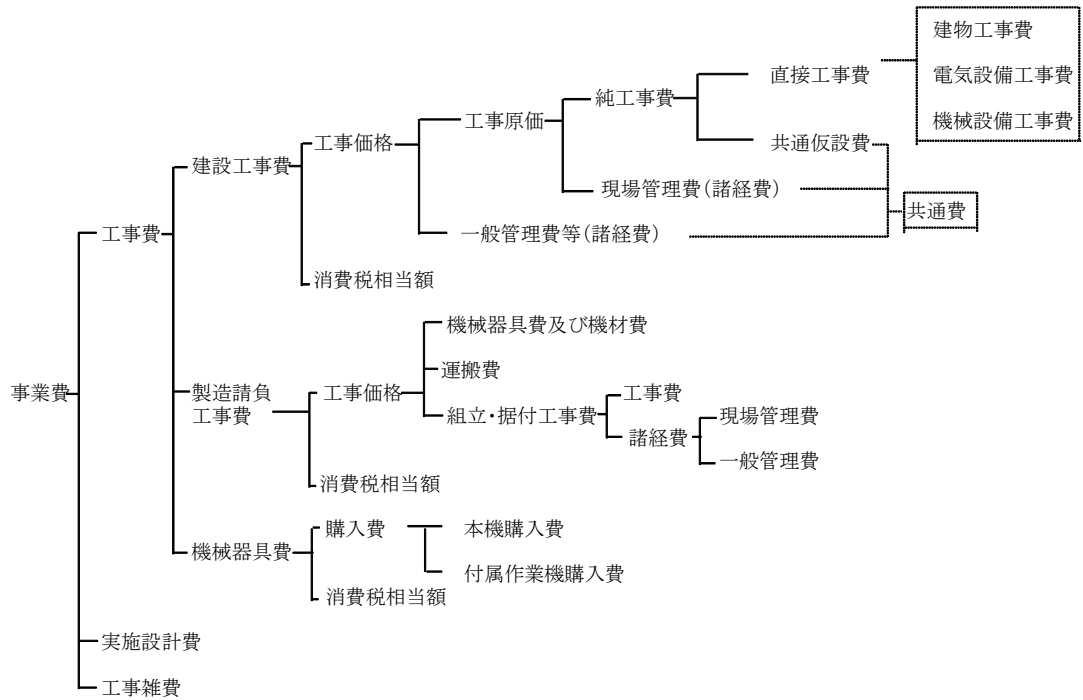 建物工事費
電気設備工事費
機械設備工事費
直接工事費
純工事費
工事原価
共通仮設費
工事価格
建設工事費
現場管理費(諸経費)
共通費
工事費
一般管理費等(諸経費)
消費税相当額
機械器具費及び機材費
運搬費
事業費
製造請負
工事費
工事価格
工事費
組立・据付工事費
現場管理費
諸経費
一般管理費
消費税相当額
購入費
本機購入費
機械器具費
付属作業機購入費
消費税相当額
実施設計費
工事雑費